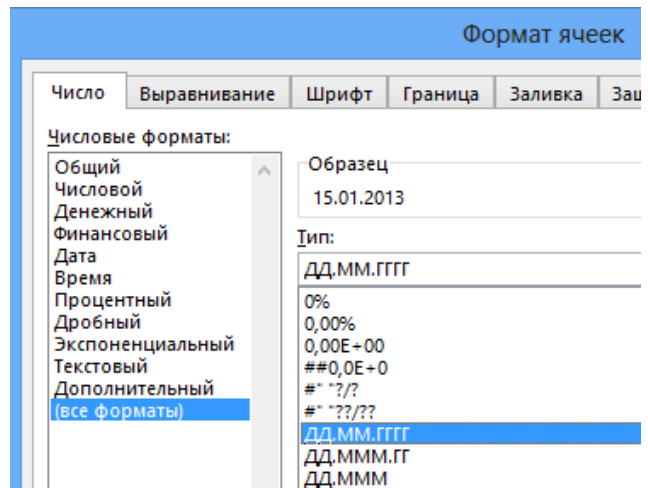 Формат ячеек
Число Выравнивание Шрифт Граница Заливка Защ
Числовые форматы:
Общий
Числовой
Денежный
Финансовый
Дата
Время
Процентный
Дробный
Экспоненциальный
Текстовый
Дополнительный
(все форматы)
Образец
15.01.2013
Тип:
ДД.ММ.ГГГГ
0%
0,00%
0,00E+00
##0,0E+0
#" "?/?
#" "??/??
ДД.ММ.ГГГГ
ДД.МММ.ГГ
ДД.МММ